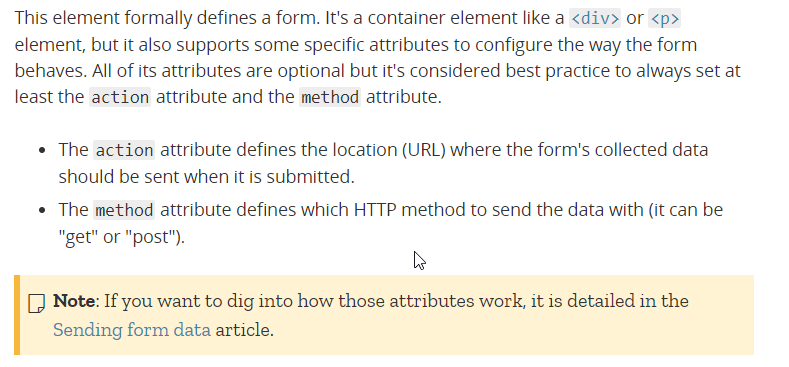 This element formally defines a form. It's a container element like a <div> or <p>
element, but it also supports some specific attributes to configure the way the form
behaves. All of its attributes are optional but it's considered best practice to always set at
least the action attribute and the method attribute.
• The action attribute defines the location (URL) where the form's collected data
should be sent when it is submitted.
• The method attribute defines which HTTP method to send the data with (it can be
"get" or "post").
Note: If you want to dig into how those attributes work, it is detailed in the
Sending form data article.